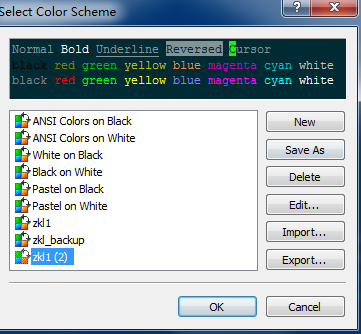 Select Color Scheme
Normal Bold Underline Reversed Cursor
black red green yellow blue magenta cyan white
black red green yellow blue magenta cyan white
ANSI Colors on Black
ANSI Colors on White
White on Black
Black on White
Pastel on Black
Pastel on White
zkl1
zkl_backup
zkl1 (2)
New
Save As
Delete
Edit...
Import...
Export...
OK
Cancel